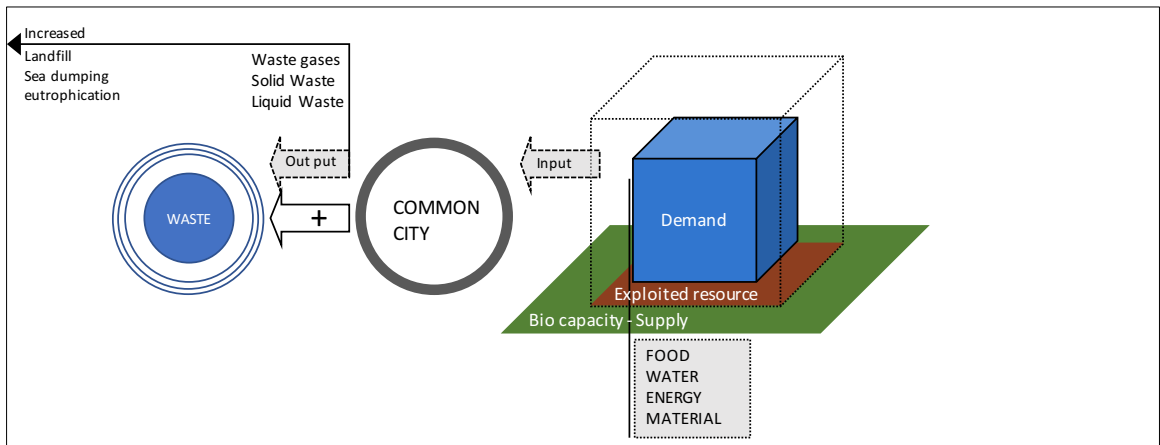 Increased
Landfill
Sea dumping
eutrophication
Waste gases
Solid Waste
Liquid Waste
Out put
Input
WASTE
+
COMMON
CITY
Demand
Exploited resource
Bio capacity - Supply
FOOD
WATER
ENERGY
MATERIAL